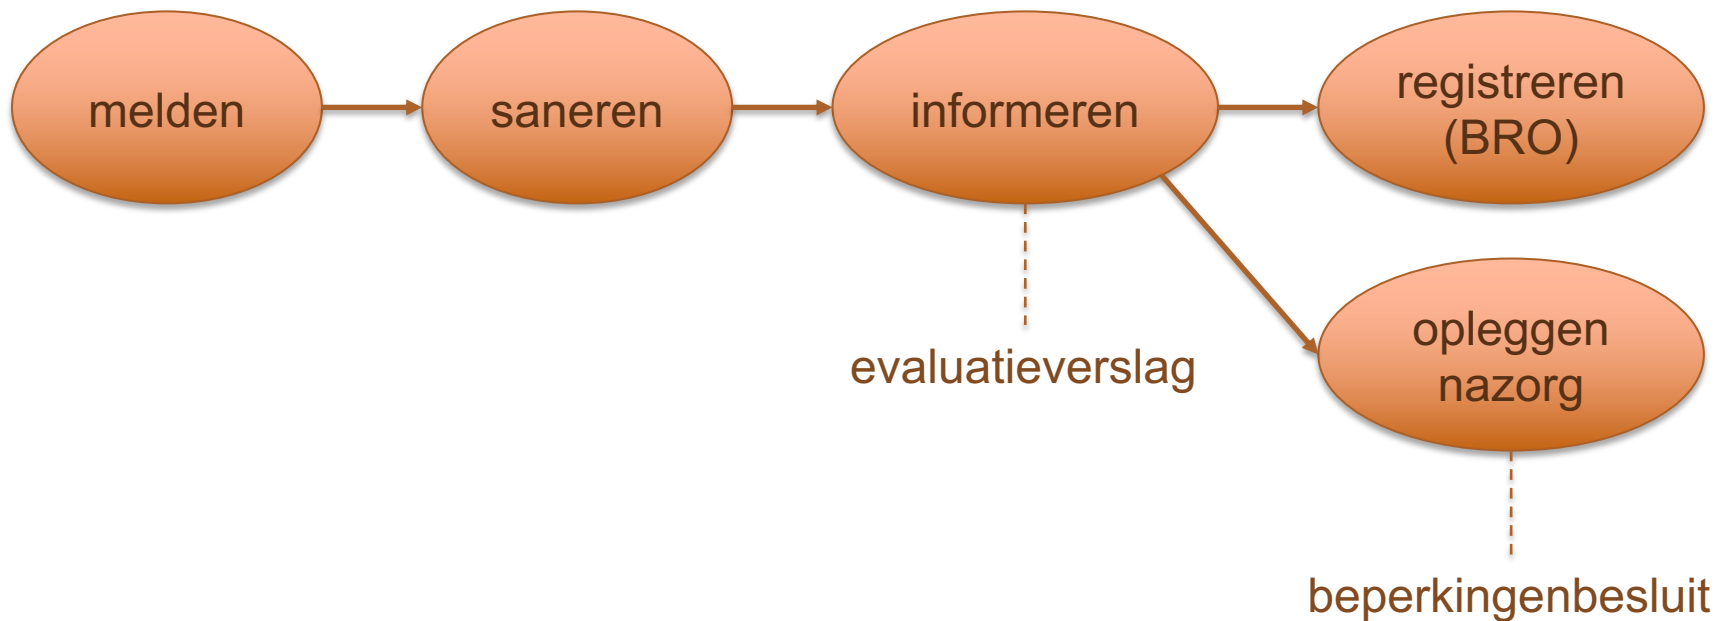 melden
saneren
informeren
registreren
(BRO)
evaluatieverslag
opleggen
nazorg
beperkingenbesluit